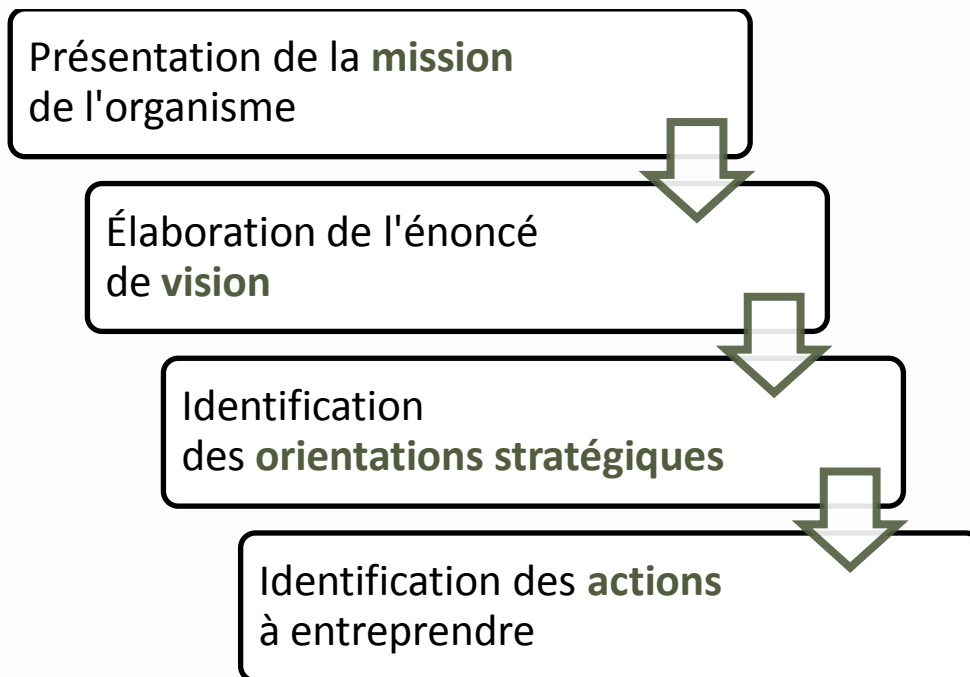 Présentation de la mission
de l'organisme
Élaboration de l'énoncé
de vision
Identification
des orientations stratégiques
Identification des actions
à entreprendre